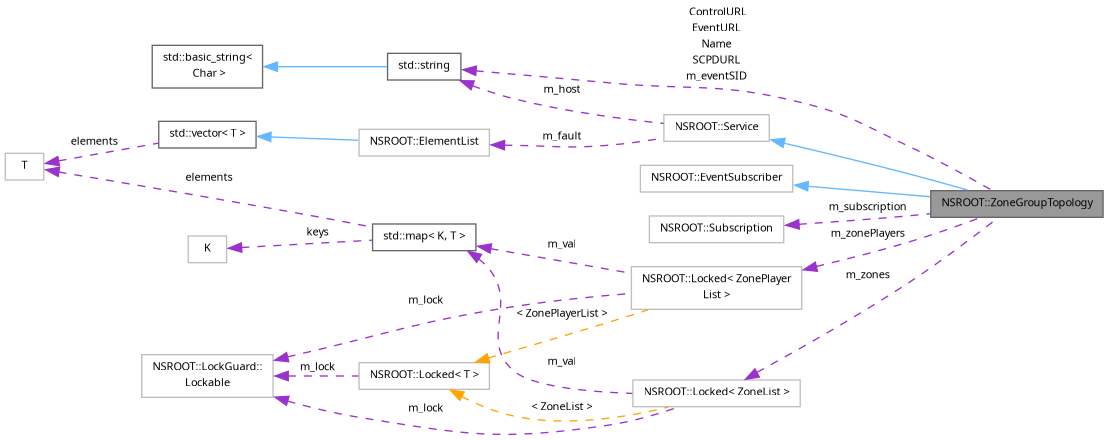 ControlURL
EventURL
Name
SCPDURL
m_eventSID
std::basic_string<
Char >
std::string
m_host
NSROOT::Service
std::vector< T >
elements
NSROOT::ElementList
m_fault
T
elements
NSROOT::EventSubscriber
NSROOT::ZoneGroupTopology
m_subscription
NSROOT::Subscription
m_zonePlayers
std::map< K, T >
keys
K
m_val
NSROOT::Locked< ZonePlayer
List >
m_zones
m_lock
< ZonePlayerList >
NSROOT::LockGuard::
Lockable
m_lock
NSROOT::Locked< T >
m_val
NSROOT::Locked< ZoneList >
m_lock
< ZoneList >